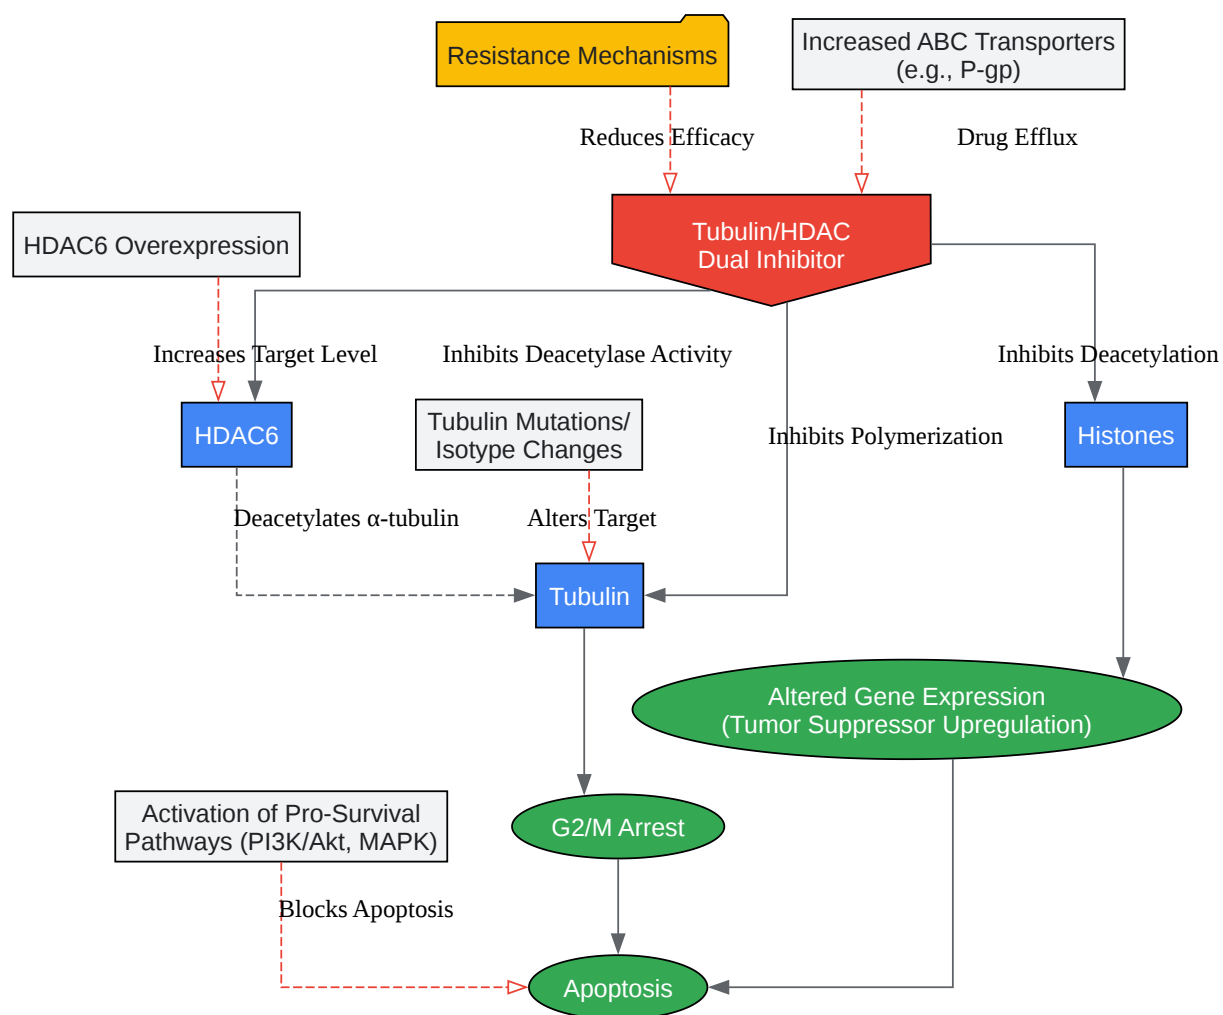 Resistance Mechanisms
Increased ABC Transporters
(e.g., P-gp)
Reduces Efficacy
Drug Efflux
HDAC6 Overexpression
Tubulin/HDAC
Dual Inhibitor
Increases Target Level
Inhibits Deacetylase Activity
Inhibits Deacetylation
HDAC6
Tubulin Mutations/
Isotype Changes
Inhibits Polymerization
Histones
Deacetylates α-tubulin
Alters Target
Tubulin
Altered Gene Expression
(Tumor Suppressor Upregulation)
Activation of Pro-Survival
Pathways (PI3K/Akt, MAPK)
G2/M Arrest
Blocks Apoptosis
Apoptosis